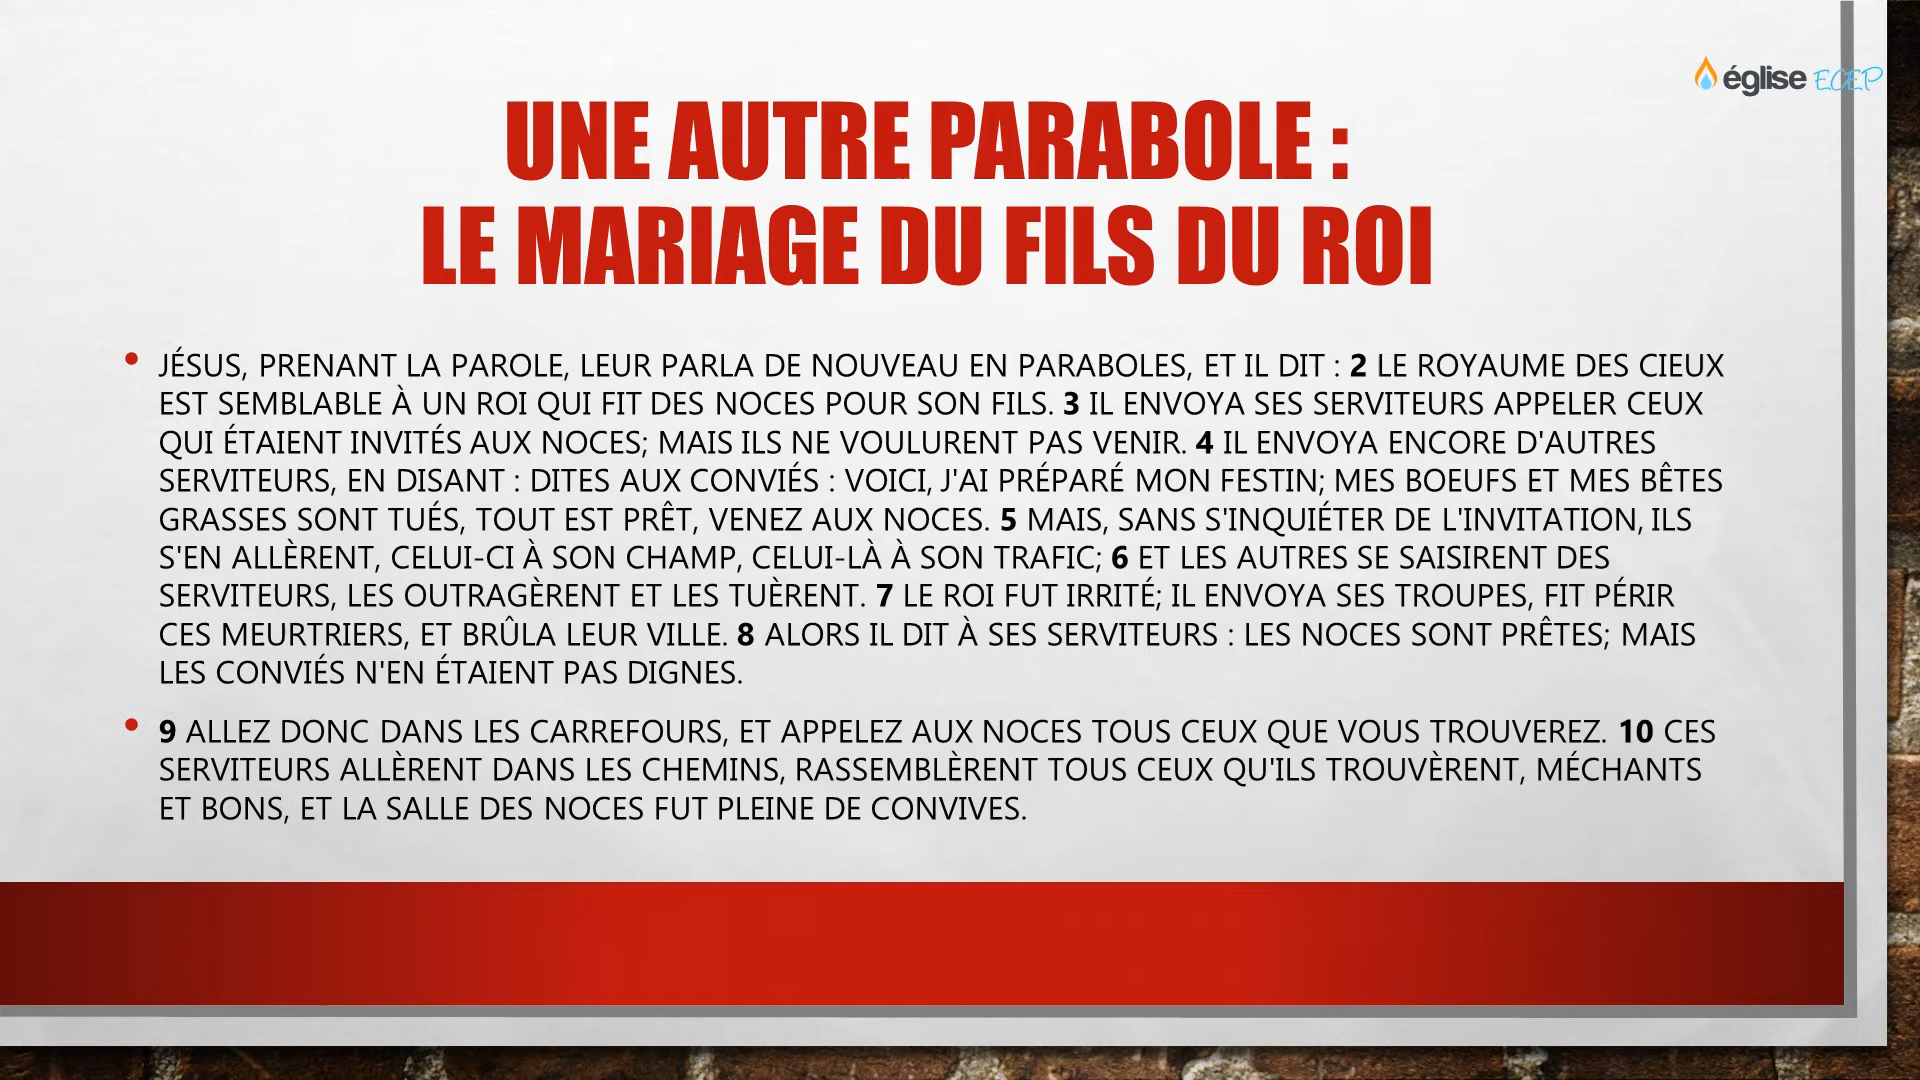 église ECEP
UNE AUTRE PARABOLE :
LE MARIAGE DU FILS DU ROI
• JÉSUS, PRENANT LA PAROLE, LEUR PARLA DE NOUVEAU EN PARABOLES, ET IL DIT : 2 LE ROYAUME DES CIEUX
EST SEMBLABLE À UN ROI QUI FIT DES NOCES POUR SON FILS. 3 IL ENVOYA SES SERVITEURS APPELER CEUX
QUI ÉTAIENT INVITÉS AUX NOCES; MAIS ILS NE VOULURENT PAS VENIR. 4 IL ENVOYA ENCORE D'AUTRES
SERVITEURS, EN DISANT : DITES AUX CONVIÉS : VOICI, J'AI PRÉPARÉ MON FESTIN; MES BOEUFS ET MES BÊTES
GRASSES SONT TUÉS, TOUT EST PRÊT, VENEZ AUX NOCES. 5 MAIS, SANS S'INQUIÉTER DE L'INVITATION, ILS
S'EN ALLÈRENT, CELUI-CI À SON CHAMP, CELUI-LÀ À SON TRAFIC; 6 ET LES AUTRES SE SAISIRENT DES
SERVITEURS, LES OUTRAGÈRENT ET LES TUÈRENT. 7 LE ROI FUT IRRITÉ; IL ENVOYA SES TROUPES, FIT PÉRIR
CES MEURTRIERS, ET BRÛLA LEUR VILLE. 8 ALORS IL DIT À SES SERVITEURS : LES NOCES SONT PRÊTES; MAIS
LES CONVIÉS N'EN ÉTAIENT PAS DIGNES.
• 9 ALLEZ DONC DANS LES CARREFOURS, ET APPELEZ AUX NOCES TOUS CEUX QUE VOUS TROUVEREZ. 10 CES
SERVITEURS ALLÈRENT DANS LES CHEMINS, RASSEMBLÈRENT TOUS CEUX QU'ILS TROUVÈRENT, MÉCHANTS
ET BONS, ET LA SALLE DES NOCES FUT PLEINE DE CONVIVES.